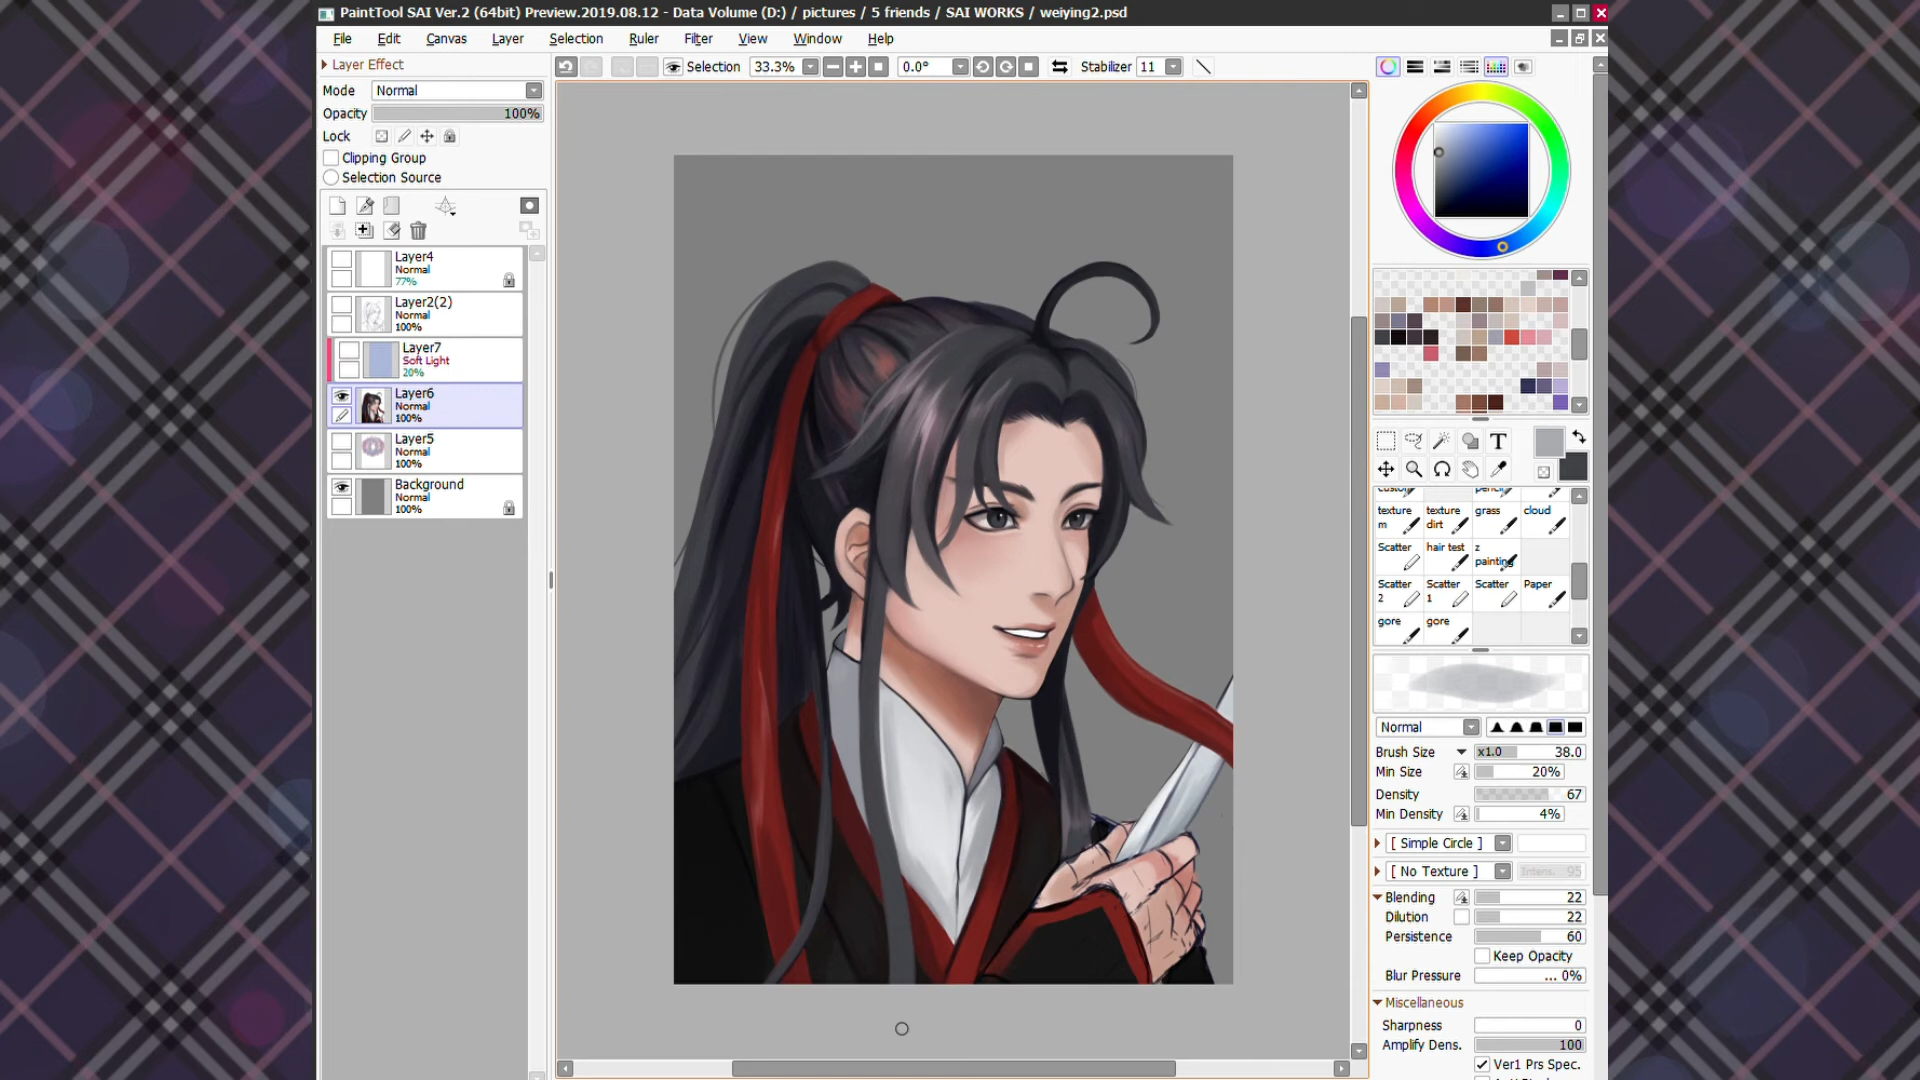 PaintTool SAI Ver.2 (64bit) Preview.2019.08.12 - Data Volume (D:) / pictures / 5 friends / SAI WORKS / weiying2.psd
File Edit Canvas Layer Selection Ruler Filter View Window Help
Layer Effect
Selection 33.3% 0.0° Stabilizer 11
Mode Normal
Opacity 100%
Lock
Clipping Group
Selection Source
Layer4
Normal
77%
Layer2(2)
Normal
100%
Layer7
Soft Light
20%
Layer6
Normal
100%
Layer5
Normal
100%
Background
Normal
100%
T
custom pencil
texture m texture dirt grass cloud
Scatter hair test z painting
Scatter 2 Scatter 1 Scatter Paper
gore gore
Normal
Brush Size x1.0 38.0
Min Size 20%
Density 67
Min Density 4%
[ Simple Circle ]
[ No Texture ] Intens. 95
Blending 22
Dilution 22
Persistence 60
Keep Opacity
Blur Pressure ... 0%
Miscellaneous
Sharpness 0
Amplify Dens. 100
Ver1 Prs Spec.